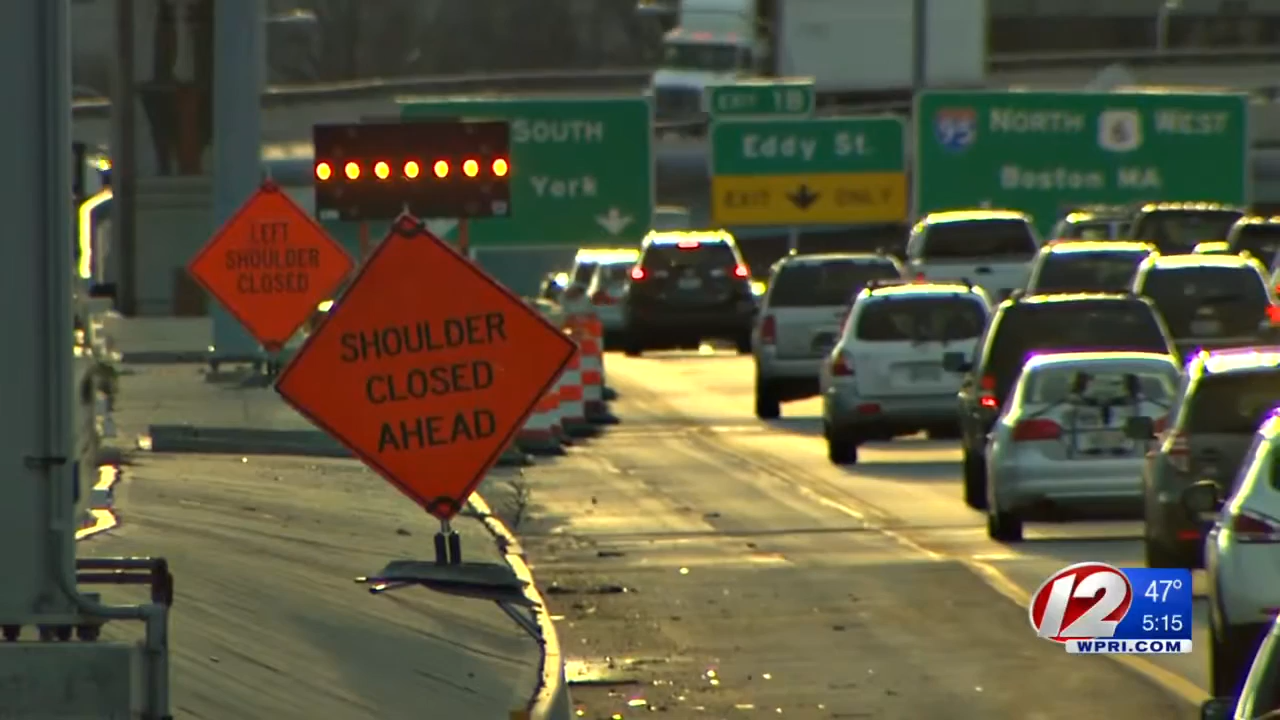 SOUTH
York
EXIT 1B
Eddy St.
EXIT ONLY
95 NORTH 6 WEST
Boston MA
LEFT
SHOULDER
CLOSED
SHOULDER
CLOSED
AHEAD
12 47°
5:15
WPRI.COM